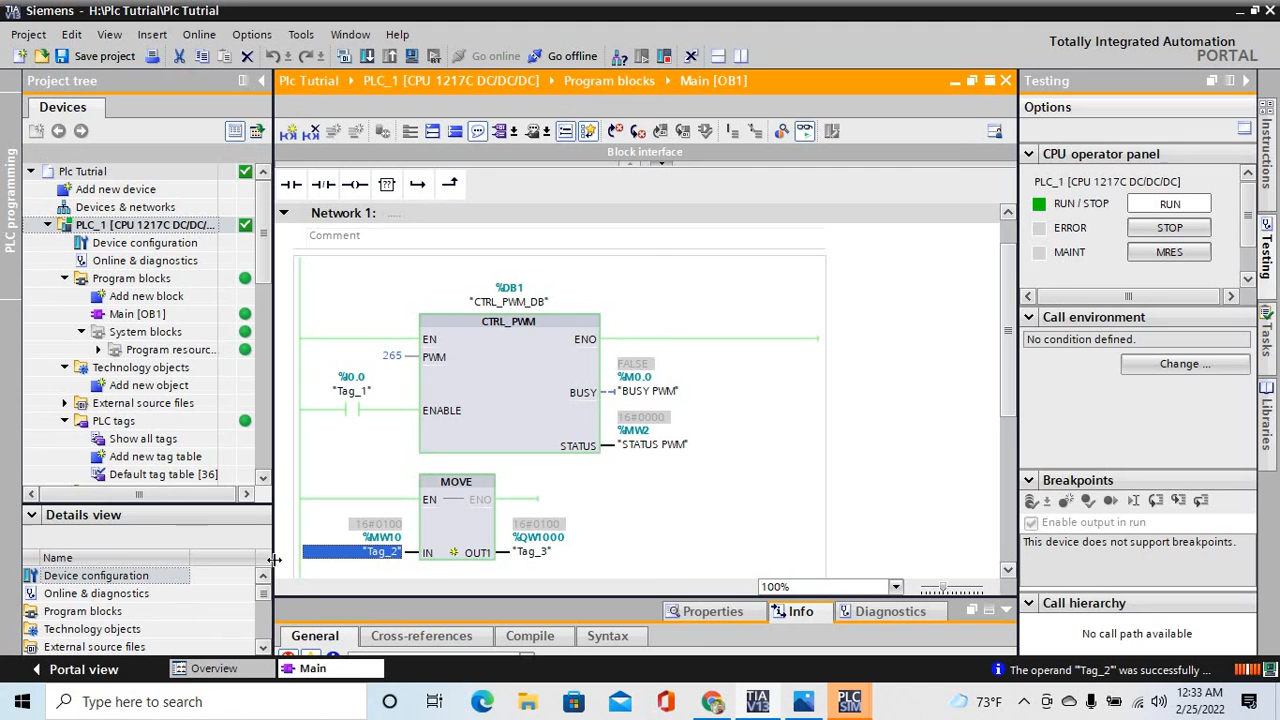 Siemens - H:\Plc Tutrial\Plc Tutrial
Project Edit View Insert Online Options Tools Window Help
Totally Integrated Automation
PORTAL
Save project Go online Go offline
Project tree
Plc Tutrial PLC_1 [CPU 1217C DC/DC/DC] Program blocks Main [OB1]
Testing
Devices
Options
PLC programming
Block interface
CPU operator panel
Plc Tutrial
Add new device
Devices & networks
PLC_1 [CPU 1217C DC/DC/...
Device configuration
Online & diagnostics
Program blocks
Add new block
Main [OB1]
System blocks
Program resourc...
Technology objects
Add new object
External source files
PLC tags
Show all tags
Add new tag table
Default tag table [36]
Details view
Name
Device configuration
Online & diagnostics
Program blocks
Technology objects
External source files
Network 1: .....
Comment
%DB1
"CTRL_PWM_DB"
CTRL_PWM
EN ENO
265 PWM
FALSE
%M0.0
BUSY "BUSY PWM"
%I0.0
"Tag_1"
ENABLE
16#0000
%MW2
STATUS "STATUS PWM"
MOVE
EN ENO
16#0100
%MW10
"Tag_2" IN
16#0100
%QW1000
OUT1 "Tag_3"
100%
Properties Info Diagnostics
General Cross-references Compile Syntax
PLC_1 [CPU 1217C DC/DC/DC]
RUN / STOP RUN
ERROR STOP
MAINT MRES
Call environment
No condition defined.
Change ...
Breakpoints
Enable output in run
This device does not support breakpoints.
Call hierarchy
No call path available
Instructions
Testing
Tasks
Libraries
Portal view Overview Main
The operand '"Tag_2"' was successfully ...
Type here to search
TIA
V13
PLC
SIM
73°F
12:33 AM
2/25/2022